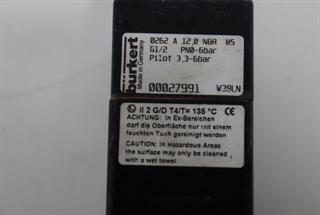 bürkert
Made in Germany
0262 A 12,0 NBR MS
G1/2 PN0-6bar
Pilot 3,3-6bar
00027991 W39LN
II 2 G/D T4/T= 135 °C CE
ACHTUNG: In Ex-Bereichen
darf die Oberfläche nur mit einem
feuchten Tuch gereinigt werden
CAUTION: In Hazardous Areas
the surface may only be cleaned
with a wet towel